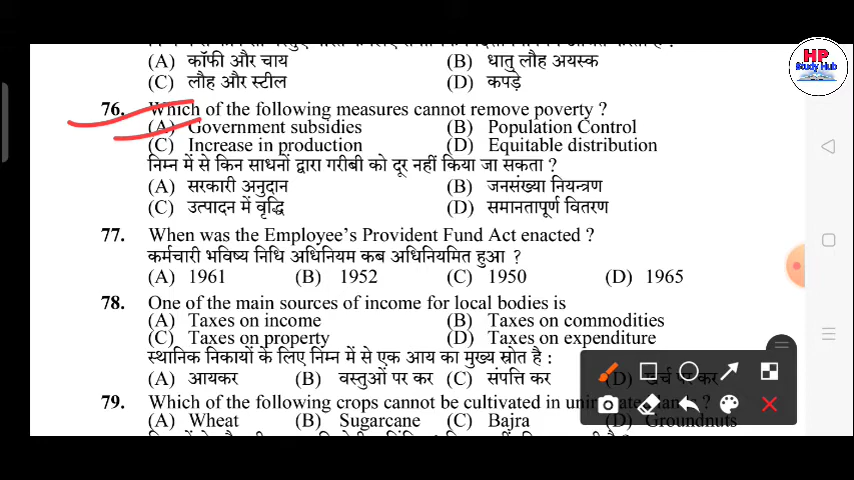 (A) कॉफी और चाय (B) धातु लौह अयस्क
(C) लौह और स्टील (D) कपड़े
76. Which of the following measures cannot remove poverty ?
(A) Government subsidies (B) Population Control
(C) Increase in production (D) Equitable distribution
निम्न में से किन साधनों द्वारा गरीबी को दूर नहीं किया जा सकता ?
(A) सरकारी अनुदान (B) जनसंख्या नियन्त्रण
(C) उत्पादन में वृद्धि (D) समानतापूर्ण वितरण
77. When was the Employee's Provident Fund Act enacted ?
कर्मचारी भविष्य निधि अधिनियम कब अधिनियमित हुआ ?
(A) 1961 (B) 1952 (C) 1950 (D) 1965
78. One of the main sources of income for local bodies is
(A) Taxes on income (B) Taxes on commodities
(C) Taxes on property (D) Taxes on expenditure
स्थानिक निकायों के लिए निम्न में से एक आय का मुख्य स्रोत है :
(A) आयकर (B) वस्तुओं पर कर (C) संपत्ति कर (D) खर्च पर कर
79. Which of the following crops cannot be cultivated in ?
(A) Wheat (B) Sugarcane (C) Bajra (D) Groundnuts
HP
Study Hub